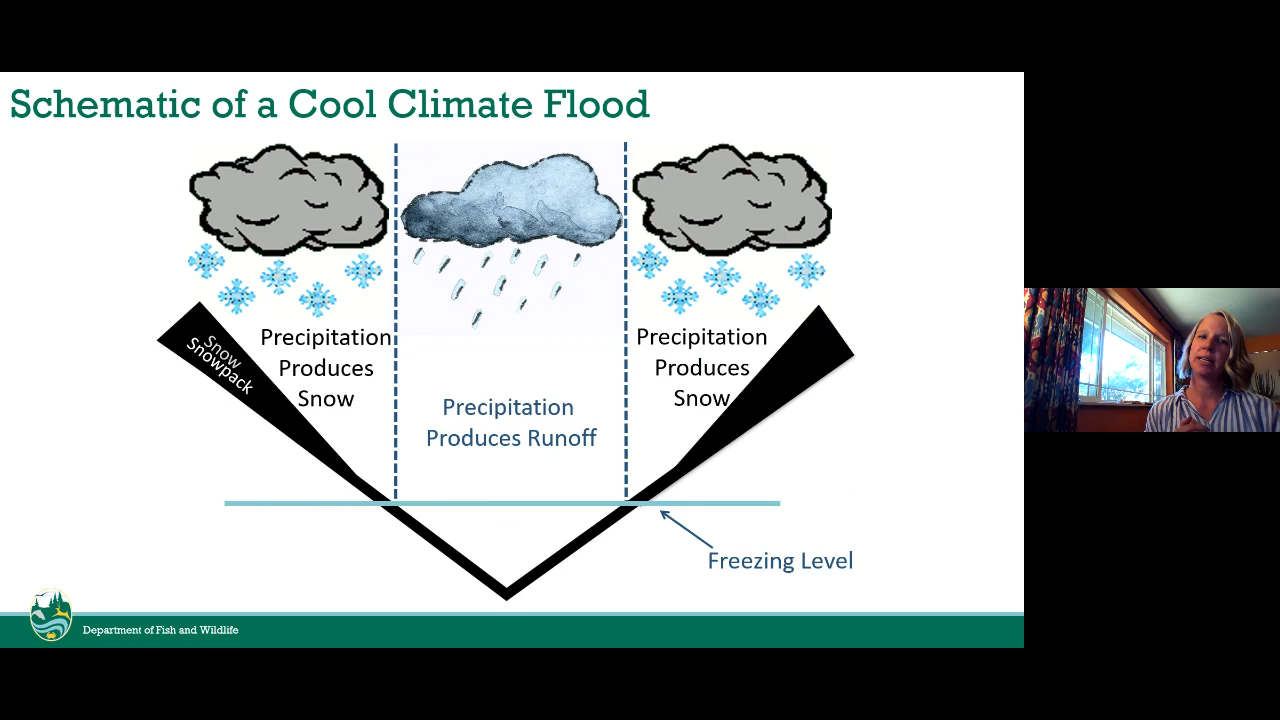 Schematic of a Cool Climate Flood
Snow
Snowpack
Precipitation
Produces
Snow
Precipitation
Produces Runoff
Precipitation
Produces
Snow
Freezing Level
Department of Fish and Wildlife